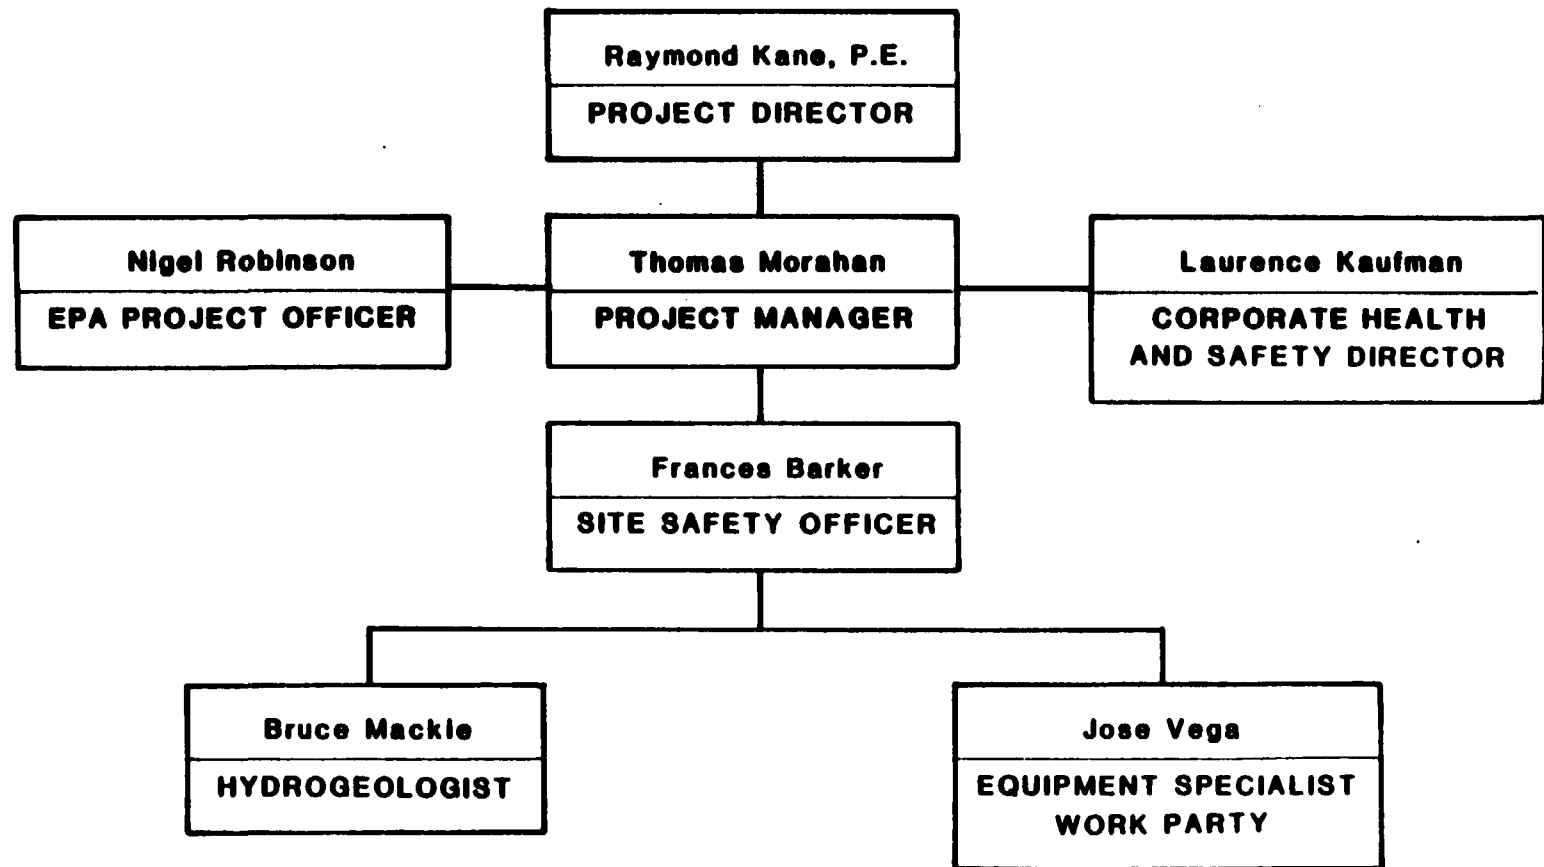 Raymond Kane, P.E.
PROJECT DIRECTOR
Nigel Robinson
EPA PROJECT OFFICER
Thomas Morahan
PROJECT MANAGER
Laurence Kaufman
CORPORATE HEALTH
AND SAFETY DIRECTOR
Frances Barker
SITE SAFETY OFFICER
Bruce Mackie
HYDROGEOLOGIST
Jose Vega
EQUIPMENT SPECIALIST
WORK PARTY